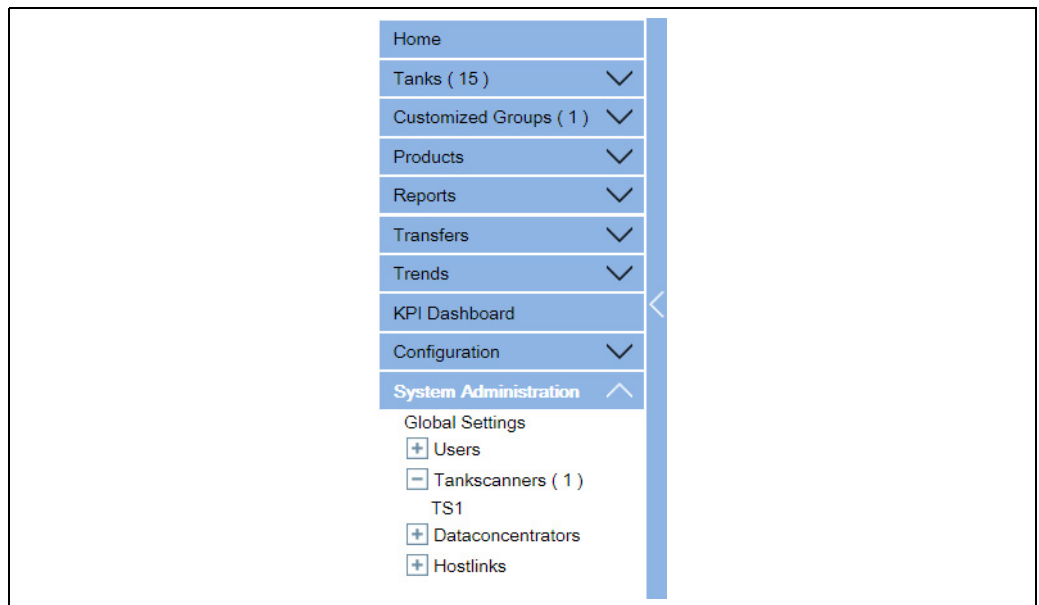 Home
Tanks ( 15 )
Customized Groups ( 1 )
Products
Reports
Transfers
Trends
KPI Dashboard
Configuration
System Administration
Global Settings
Users
Tankscanners ( 1 )
TS1
Dataconcentrators
Hostlinks